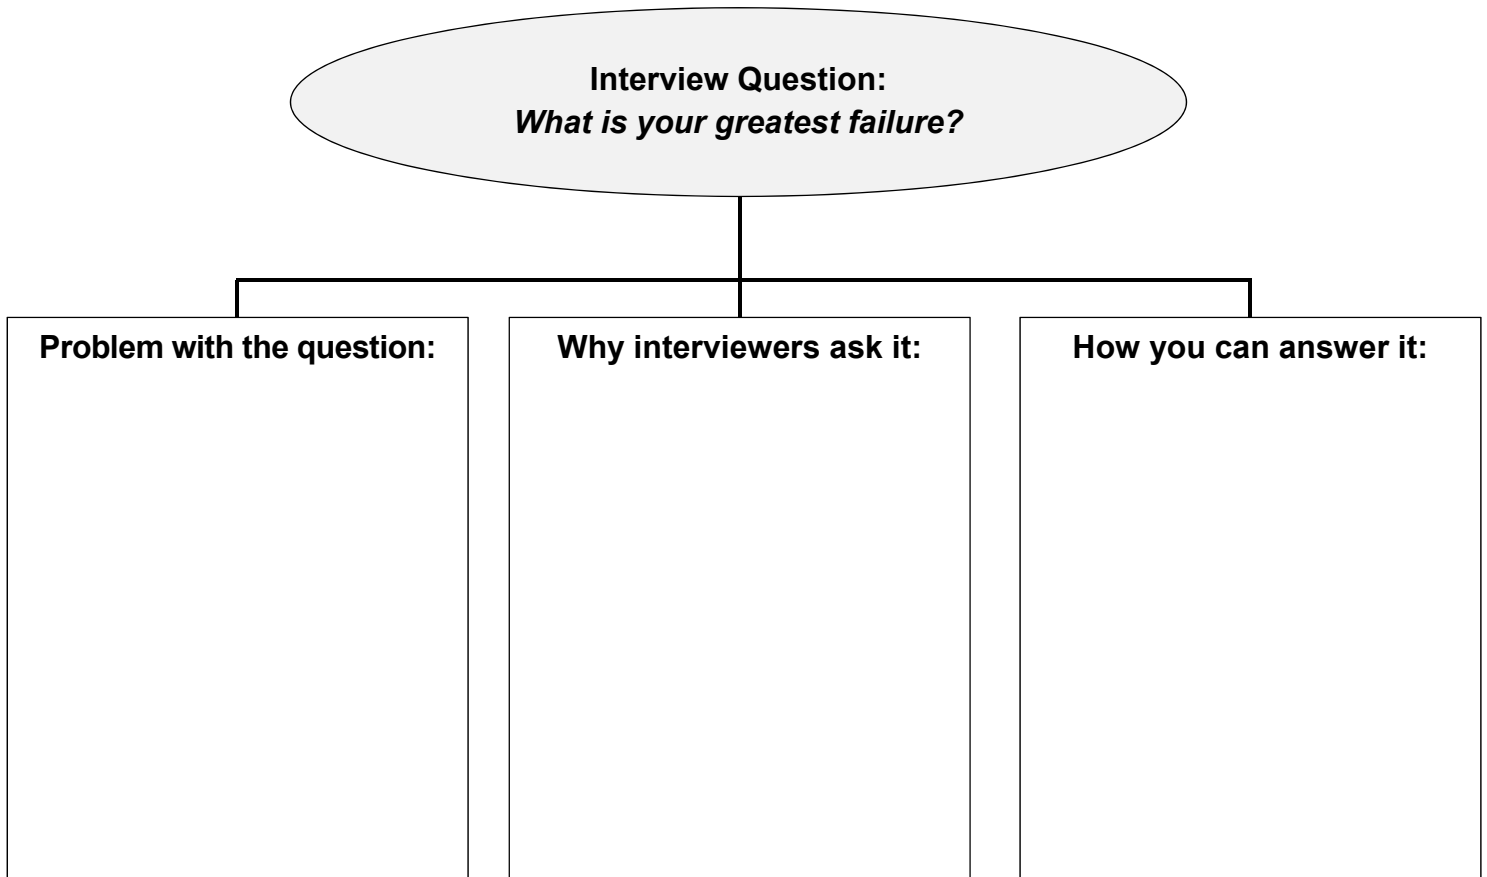 Interview Question:
What is your greatest failure?
Problem with the question:
Why interviewers ask it:
How you can answer it: